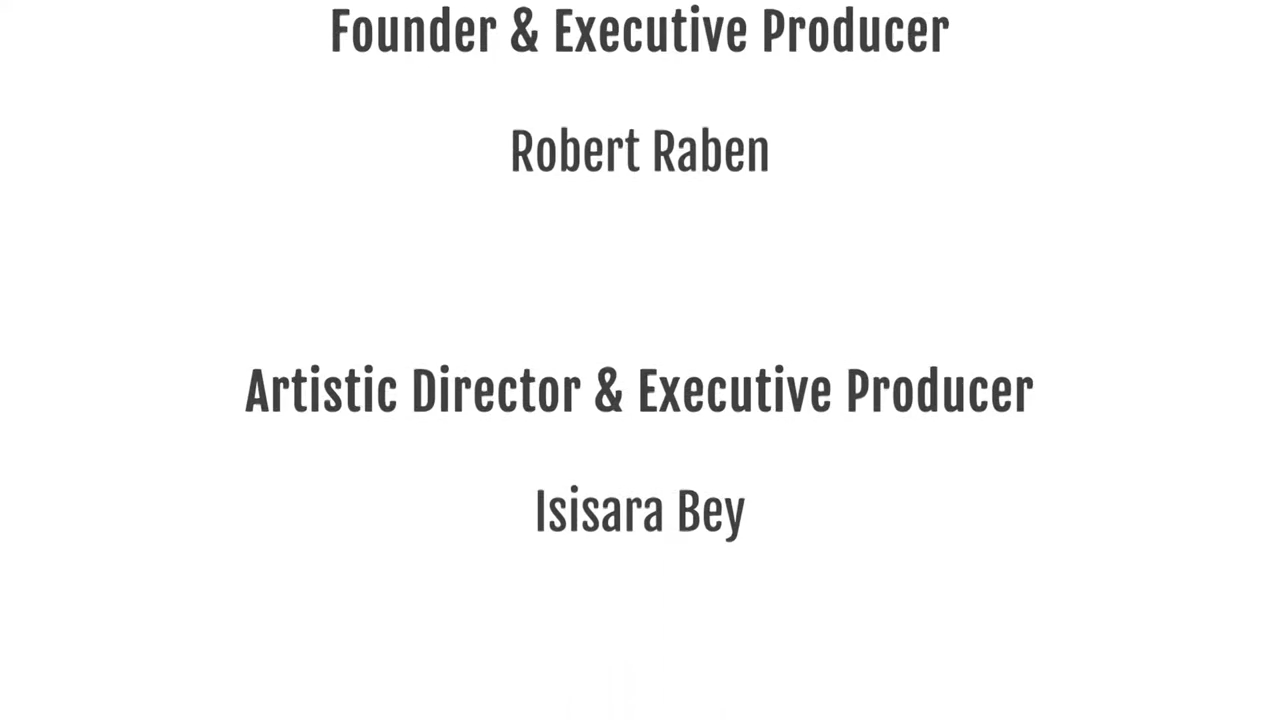 Founder & Executive Producer
Robert Raben
Artistic Director & Executive Producer
Isisara Bey